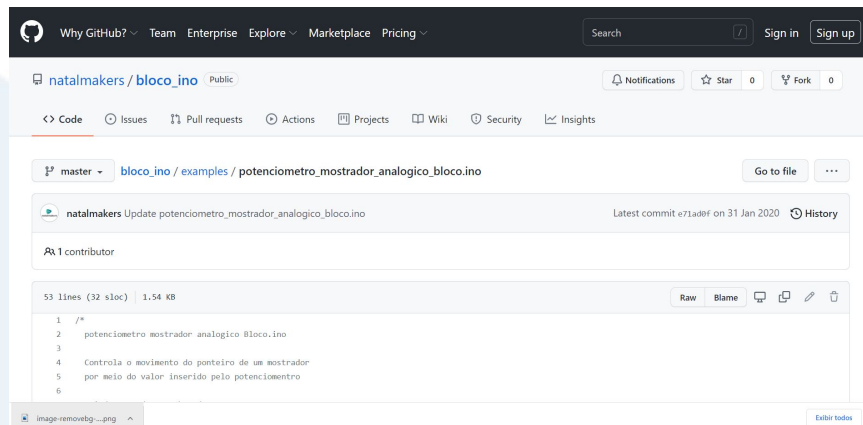 Why GitHub? Team Enterprise Explore Marketplace Pricing Search / Sign in Sign up
natalmakers / bloco_ino Public Notifications Star 0 Fork 0
<> Code Issues Pull requests Actions Projects Wiki Security Insights
master bloco_ino / examples / potenciometro_mostrador_analogico_bloco.ino Go to file ...
natalmakers Update potenciometro_mostrador_analogico_bloco.ino Latest commit e71ad0f on 31 Jan 2020 History
1 contributor
53 lines (32 sloc) 1.54 KB Raw Blame
1 /*
2 potenciometro mostrador analogico Bloco.ino
3
4 Controla o movimento do ponteiro de um mostrador
5 por meio do valor inserido pelo potenciomentro
6
image-removebg-....png Exibir todos